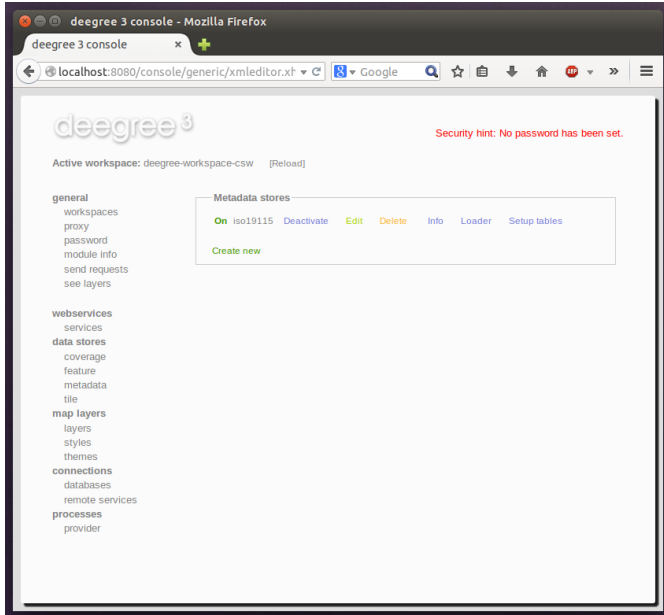 deegree 3 console - Mozilla Firefox
deegree 3 console
localhost:8080/console/generic/xmleditor.xh
Google
ABP
deegree 3
Security hint: No password has been set.
Active workspace: deegree-workspace-csw [Reload]
general
workspaces
proxy
password
module info
send requests
see layers
webservices
services
data stores
coverage
feature
metadata
tile
map layers
layers
styles
themes
connections
databases
remote services
processes
provider
Metadata stores
On iso19115 Deactivate Edit Delete Info Loader Setup tables
Create new